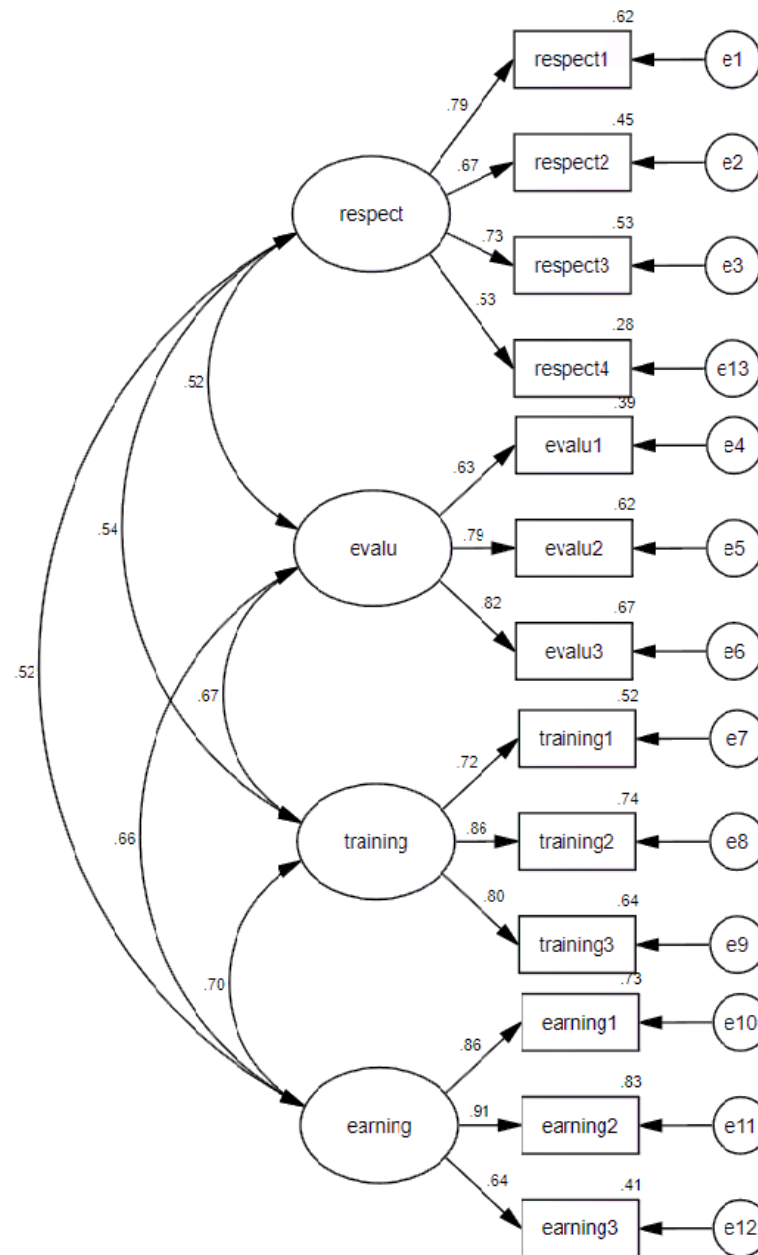 .62
respect1
e1
.79
.45
respect2
e2
.67
respect
.53
respect3
e3
.73
.53
.28
respect4
e13
.52
.39
evalu1
e4
.63
.54
.62
evalu
evalu2
e5
.79
.82
.67
evalu3
e6
.52
.67
.52
training1
e7
.72
.74
.66
training
training2
e8
.86
.80
.64
training3
e9
.70
.73
earning1
e10
.86
.83
earning
earning2
e11
.91
.64
.41
earning3
e12